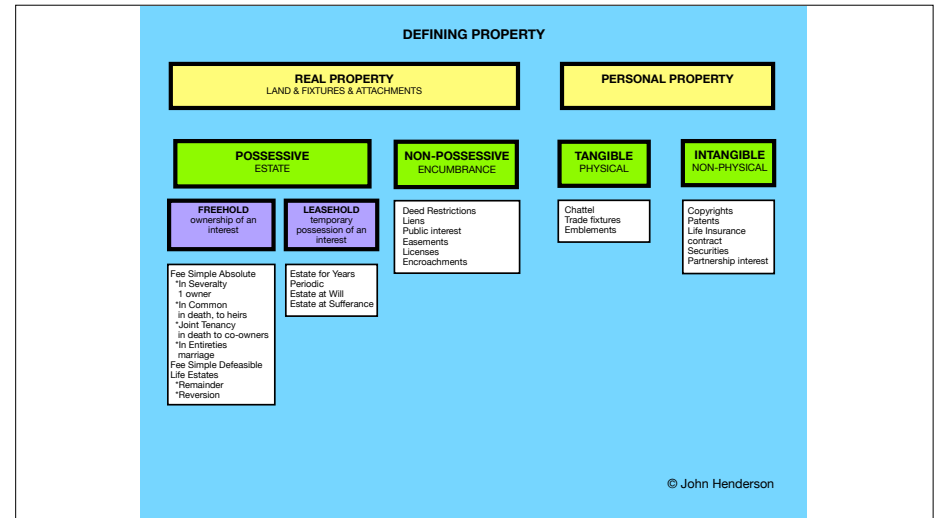 DEFINING PROPERTY
REAL PROPERTY
LAND & FIXTURES & ATTACHMENTS
PERSONAL PROPERTY
POSSESSIVE
ESTATE
NON-POSSESSIVE
ENCUMBRANCE
TANGIBLE
PHYSICAL
INTANGIBLE
NON-PHYSICAL
FREEHOLD
ownership of an
interest
LEASEHOLD
temporary
possession of an
interest
Deed Restrictions
Liens
Public interest
Easements
Licenses
Encroachments
Chattel
Trade fixtures
Emblements
Copyrights
Patents
Life Insurance
contract
Securities
Partnership interest
Fee Simple Absolute
*In Severalty
1 owner
*In Common
in death, to heirs
*Joint Tenancy
in death to co-owners
*In Entireties
marriage
Fee Simple Defeasible
Life Estates
*Remainder
*Reversion
Estate for Years
Periodic
Estate at Will
Estate at Sufferance
© John Henderson